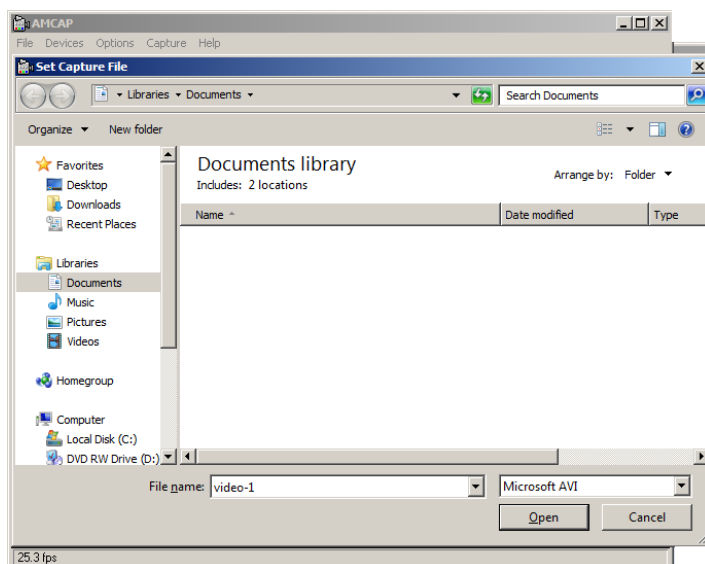 AMCAP
File Devices Options Capture Help
Set Capture File
Libraries Documents
Search Documents
Organize New folder
Favorites
Desktop
Downloads
Recent Places
Libraries
Documents
Music
Pictures
Videos
Homegroup
Computer
Local Disk (C:)
DVD RW Drive (D:)
Documents library
Includes: 2 locations
Arrange by: Folder
Name Date modified Type
File name: video-1 Microsoft AVI
Open Cancel
25.3 fps